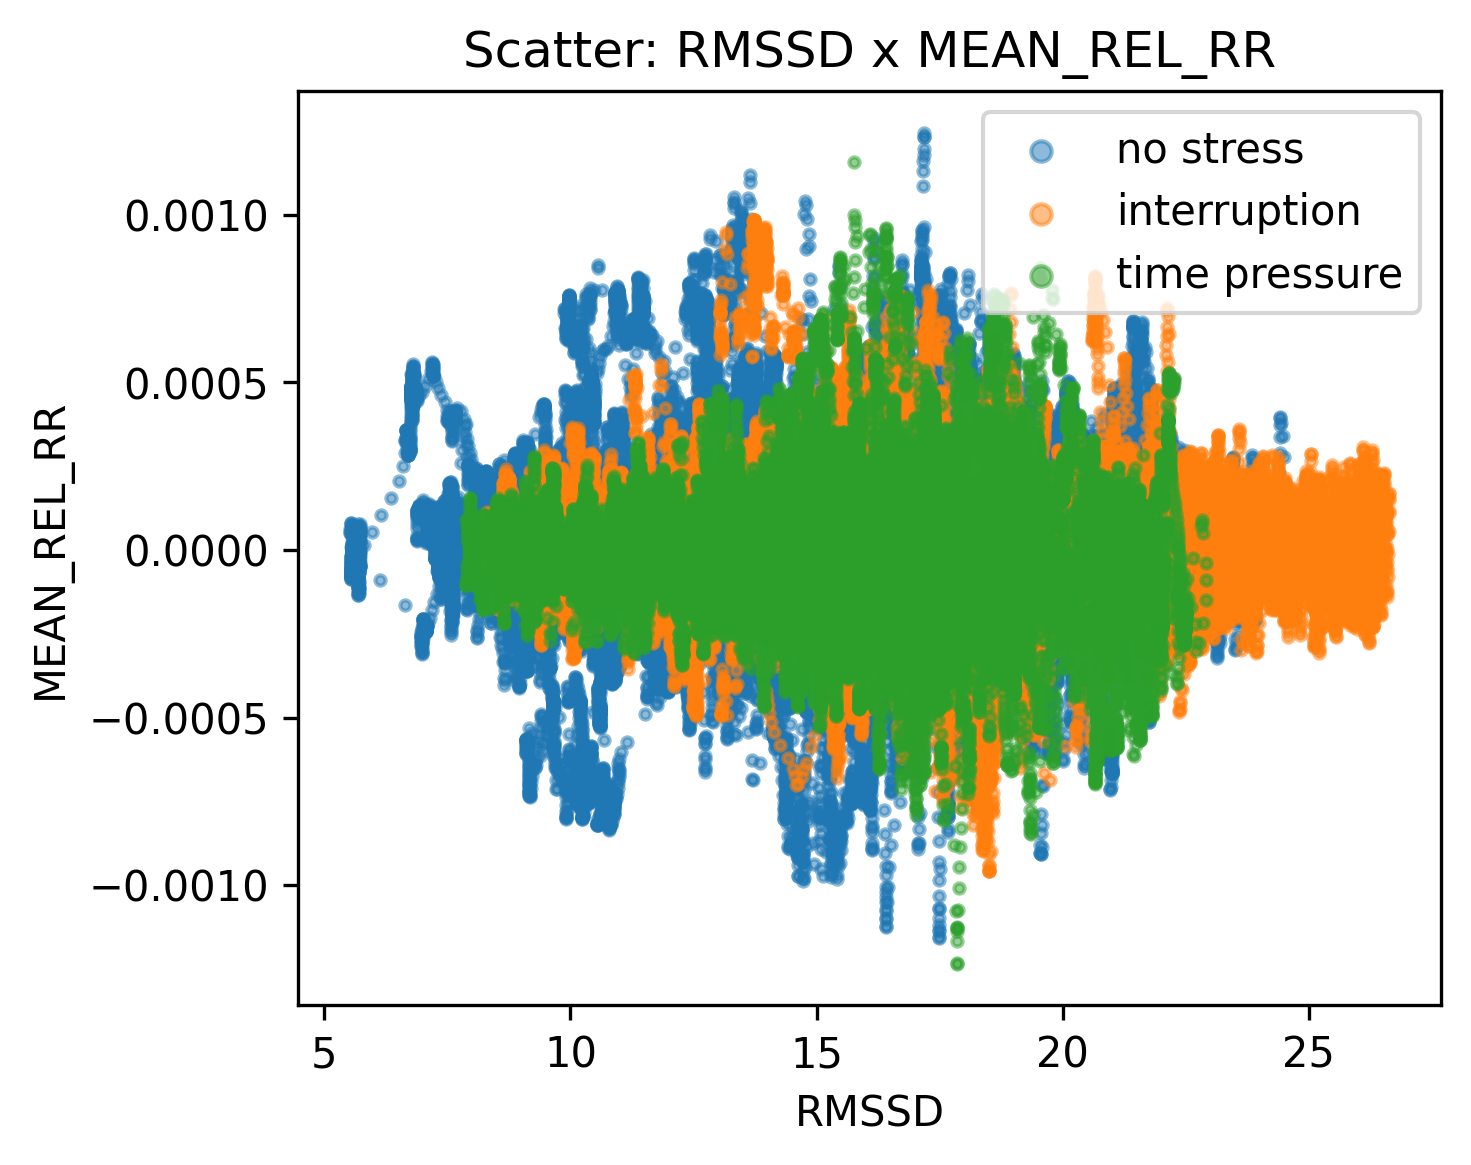 Scatter: RMSSD x MEAN_REL_RR
no stress
interruption
time pressure
MEAN_REL_RR
0.0010
0.0005
0.0000
−0.0005
−0.0010
5 10 15 20 25
RMSSD